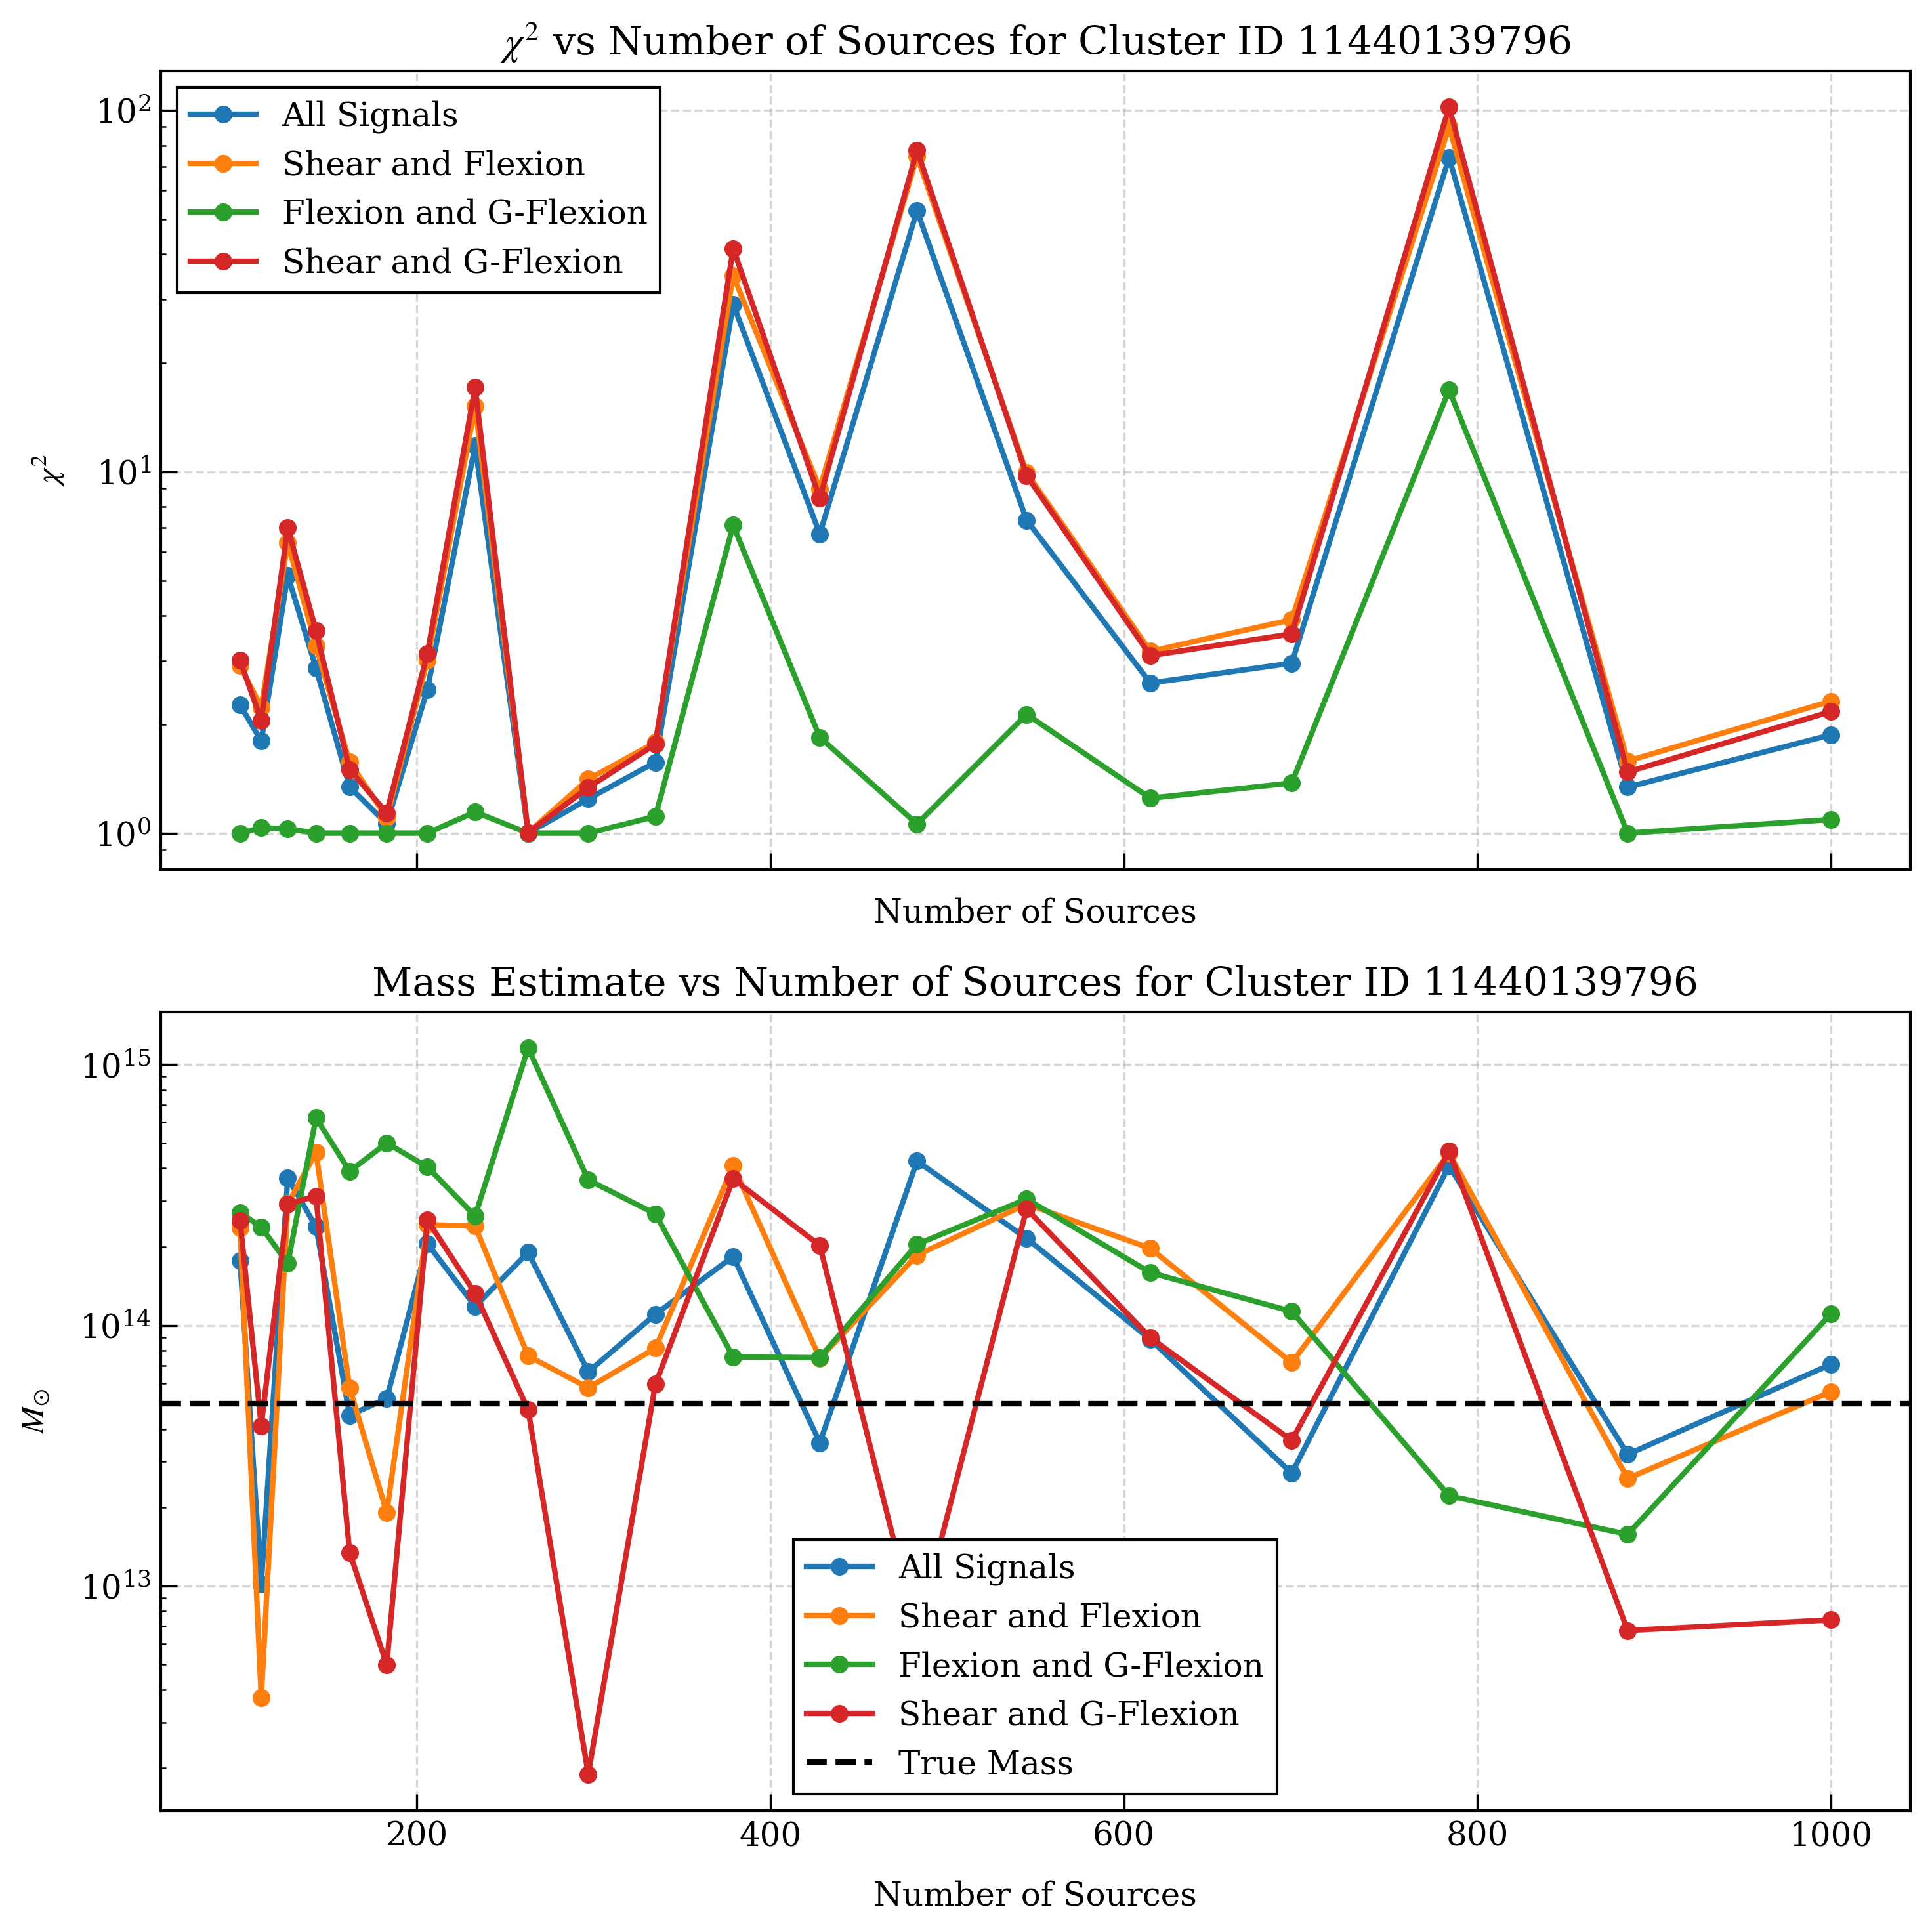 χ² vs Number of Sources for Cluster ID 11440139796
All Signals
Shear and Flexion
Flexion and G-Flexion
Shear and G-Flexion
10²
10¹
10⁰
χ²
Number of Sources
Mass Estimate vs Number of Sources for Cluster ID 11440139796
10¹⁵
10¹⁴
10¹³
M⊙
All Signals
Shear and Flexion
Flexion and G-Flexion
Shear and G-Flexion
True Mass
200 400 600 800 1000
Number of Sources